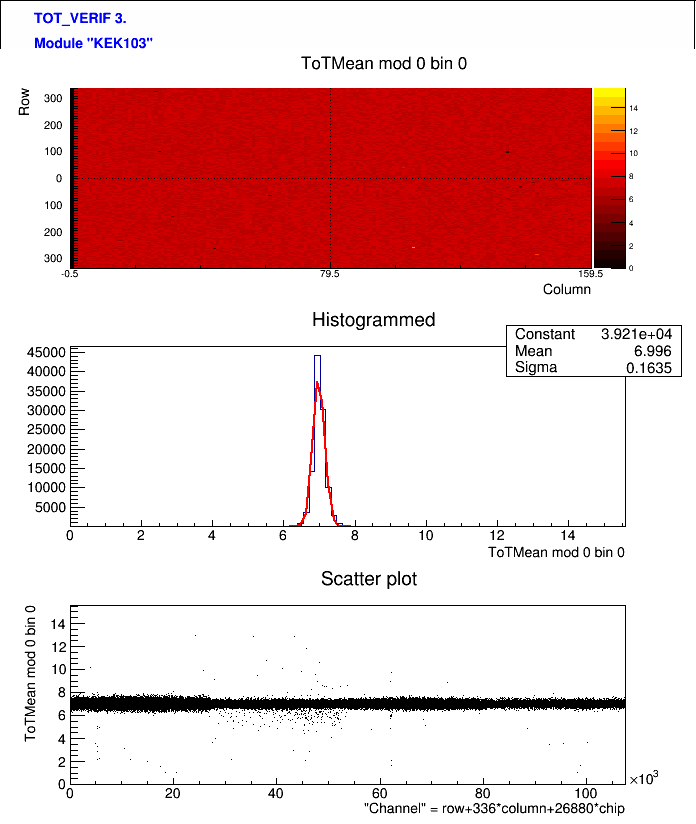 TOT_VERIF 3.
Module "KEK103"
ToTMean mod 0 bin 0
Row
300
200
100
0
100
200
300
-0.5
79.5
159.5
Column
14
12
10
8
6
4
2
0
Histogrammed
Constant 3.921e+04
Mean 6.996
Sigma 0.1635
45000
40000
35000
30000
25000
20000
15000
10000
5000
0 2 4 6 8 10 12 14
ToTMean mod 0 bin 0
Scatter plot
ToTMean mod 0 bin 0
14
12
10
8
6
4
2
0
0 20 40 60 80 100
×10³
"Channel" = row+336*column+26880*chip